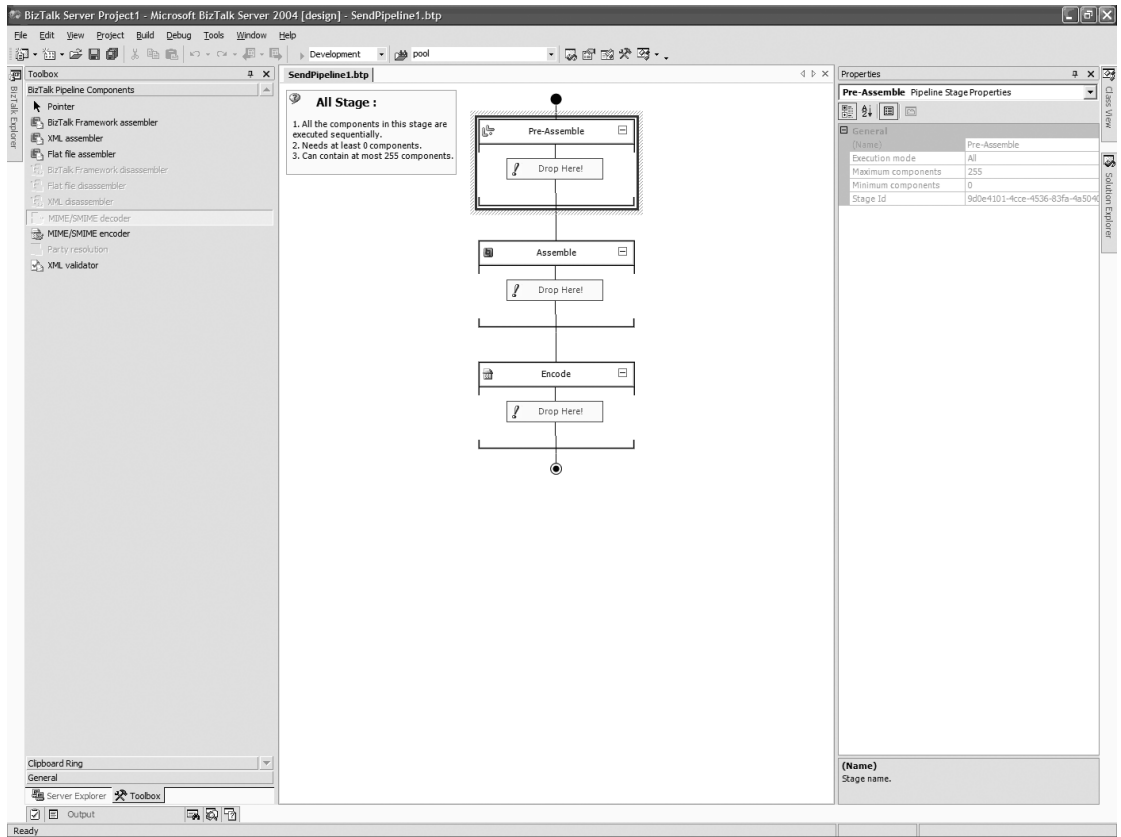 BizTalk Server Project1 - Microsoft BizTalk Server 2004 [design] - SendPipeline1.btp
File Edit View Project Build Debug Tools Window Help
Development pool
BizTalk Explorer
Toolbox
BizTalk Pipeline Components
Pointer
BizTalk Framework assembler
XML assembler
Flat file assembler
BizTalk Framework disassembler
Flat file disassembler
XML disassembler
MIME/SMIME decoder
MIME/SMIME encoder
Party resolution
XML validator
Clipboard Ring
General
Server Explorer Toolbox
SendPipeline1.btp
All Stage :
1. All the components in this stage are
executed sequentially.
2. Needs at least 0 components.
3. Can contain at most 255 components.
Pre-Assemble
Drop Here!
Assemble
Drop Here!
Encode
Drop Here!
Properties
Pre-Assemble Pipeline Stage Properties
General
(Name) Pre-Assemble
Execution mode All
Maximum components 255
Minimum components 0
Stage Id 9d0e4101-4cce-4536-83fa-4a5040
(Name)
Stage name.
Class View
Solution Explorer
Output
Ready